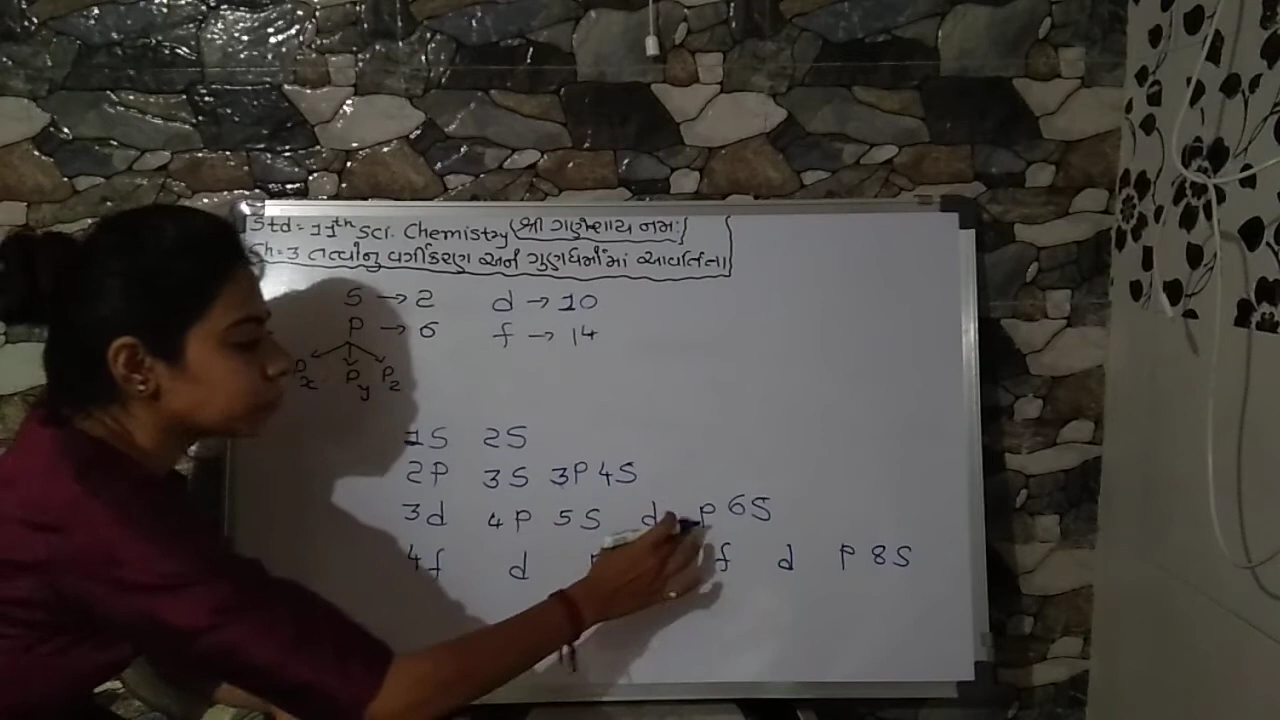 Std = 11th Sci. Chemistry (શ્રી ગણેશાય નમઃ)
Ch = 3 તત્વોનુ વર્ગીકરણ અને ગુણધર્મોમાં આવર્તિતા
S → 2 d → 10
P → 6 f → 14
Px Py Pz
1S 2S
2P 3S 3P 4S
3d 4P 5S d P 6S
4f d f d P 8S